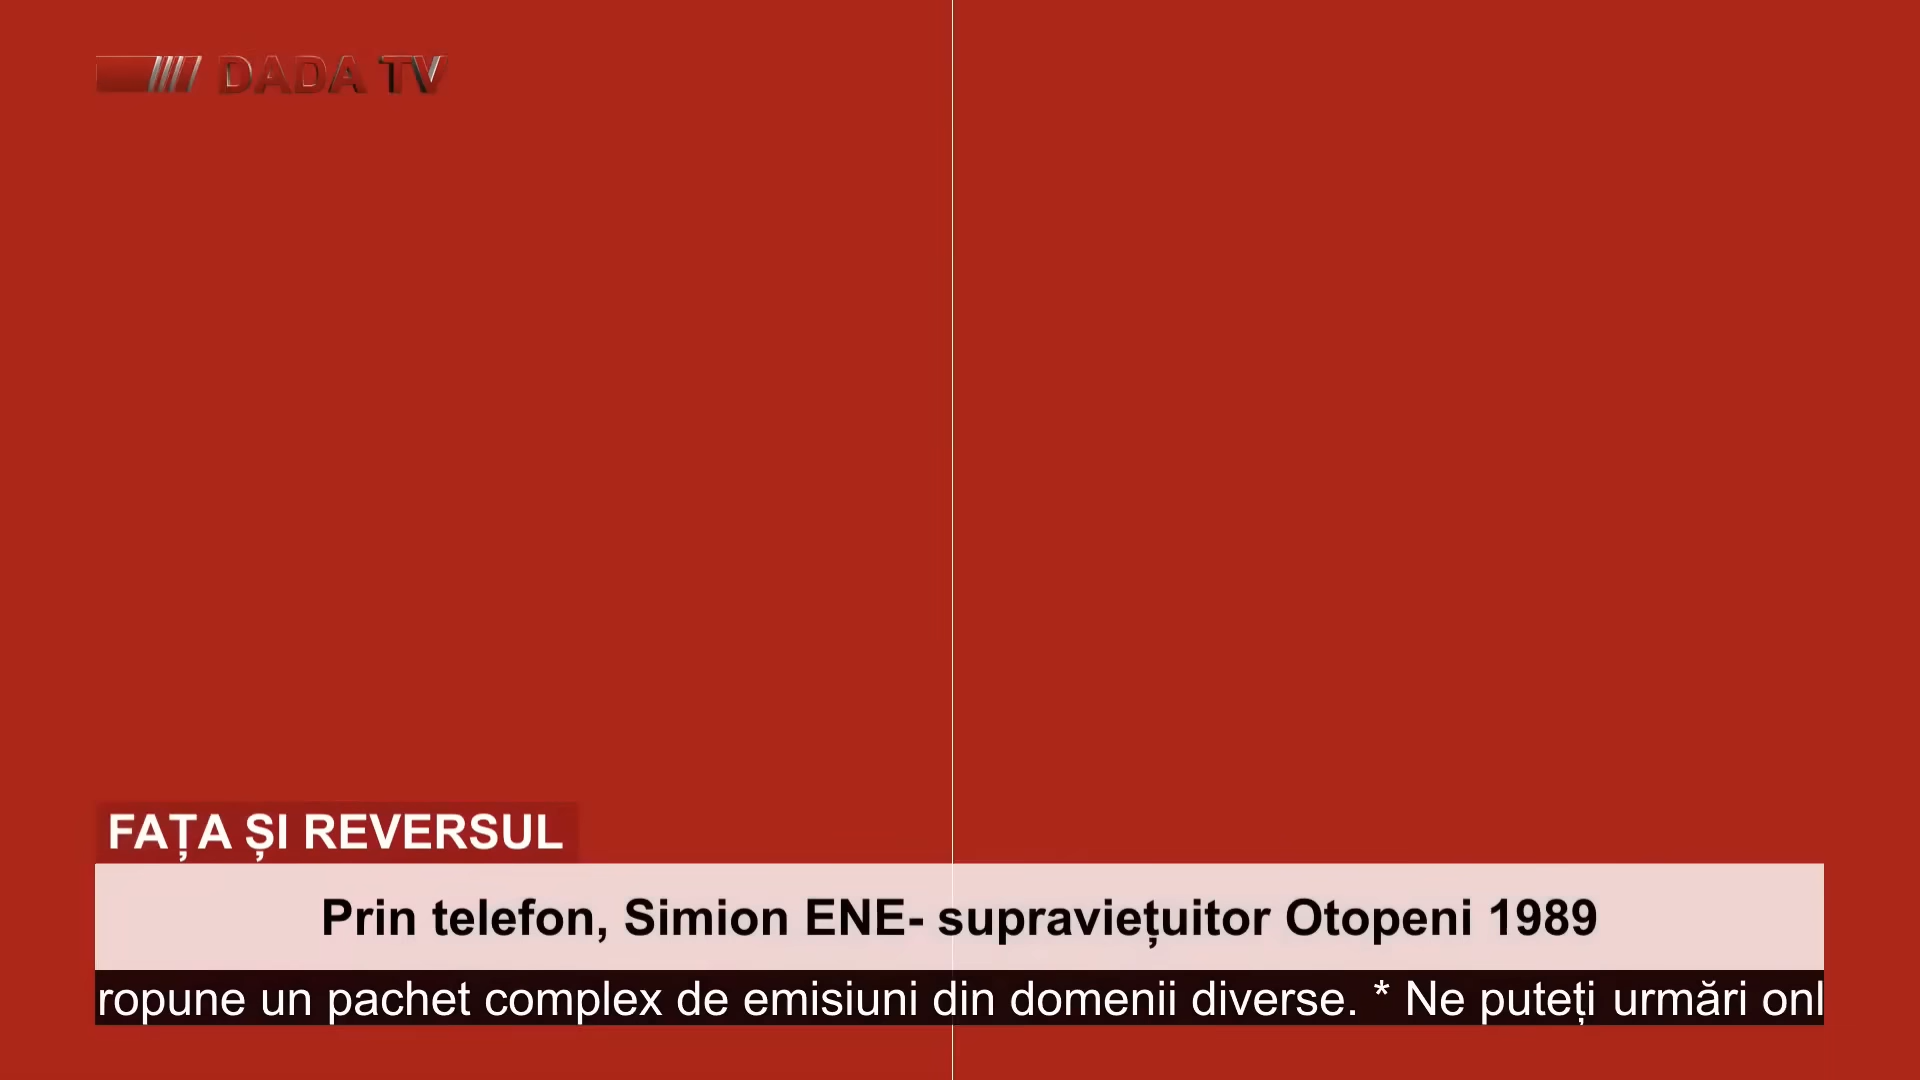 DADA TV
FAȚA ȘI REVERSUL
Prin telefon, Simion ENE- supraviețuitor Otopeni 1989
ropune un pachet complex de emisiuni din domenii diverse. * Ne puteți urmări onl